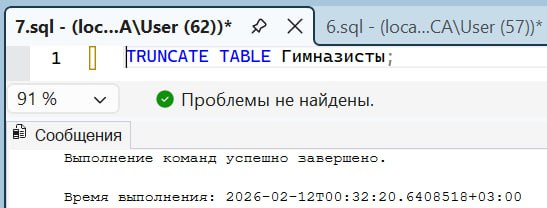 7.sql - (loc...A\User (62))*
6.sql - (loca...CA\User (57))*
1 TRUNCATE TABLE Гимназисты;
91 %
Проблемы не найдены.
Сообщения
Выполнение команд успешно завершено.
Время выполнения: 2026-02-12T00:32:20.6408518+03:00